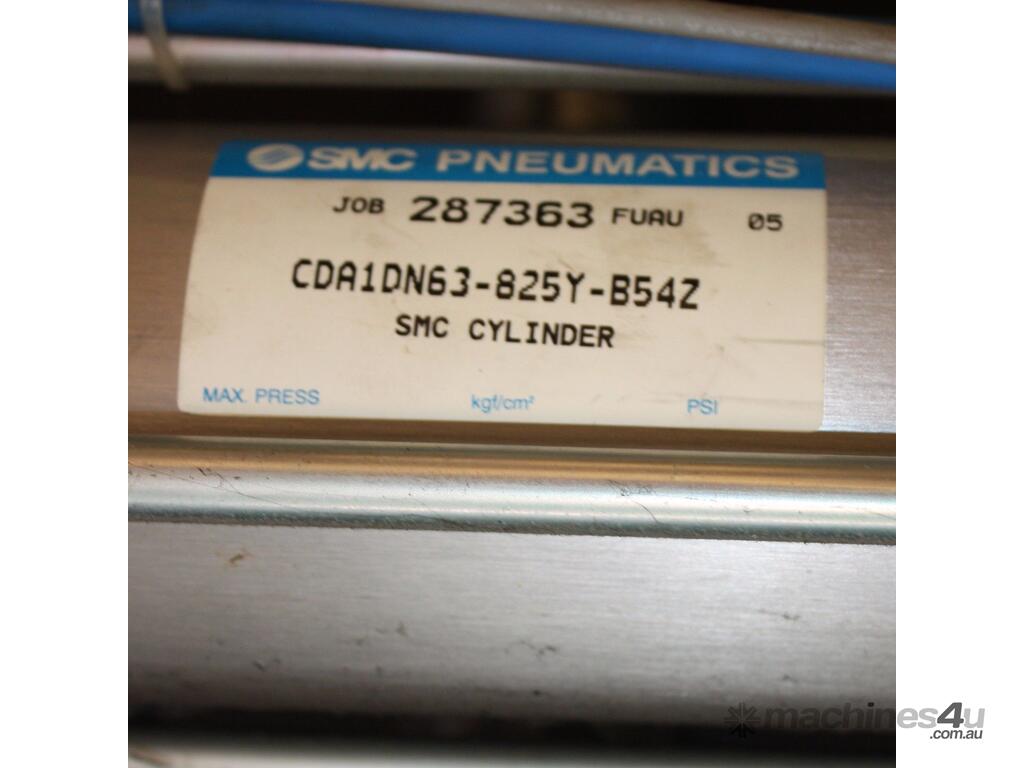 SMC PNEUMATICS
JOB 287363 FUAU 05
CDA1DN63-825Y-B54Z
SMC CYLINDER
MAX. PRESS kgf/cm² PSI
machines4u
.com.au